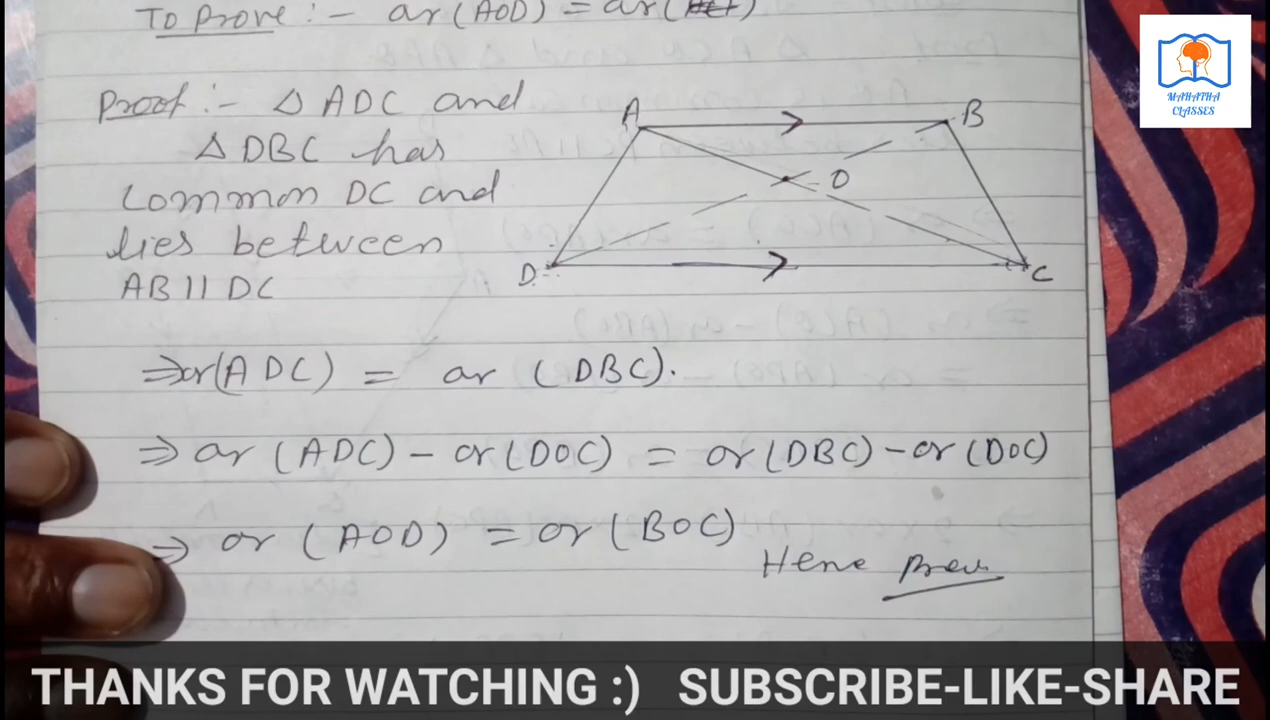 To Prove :- ar (AOD) = ar (
MAHATHA
CLASSES
Proof :- △ ADC and
△ DBC has
common DC and
lies between
AB || DC
A
B
O
D
C
⇒ar(ADC) = ar (DBC).
⇒ ar (ADC) - ar (DOC) = ar (DBC) - ar (DOC)
⇒ ar (AOD) = ar (BOC)
Hence
THANKS FOR WATCHING :) SUBSCRIBE-LIKE-SHARE